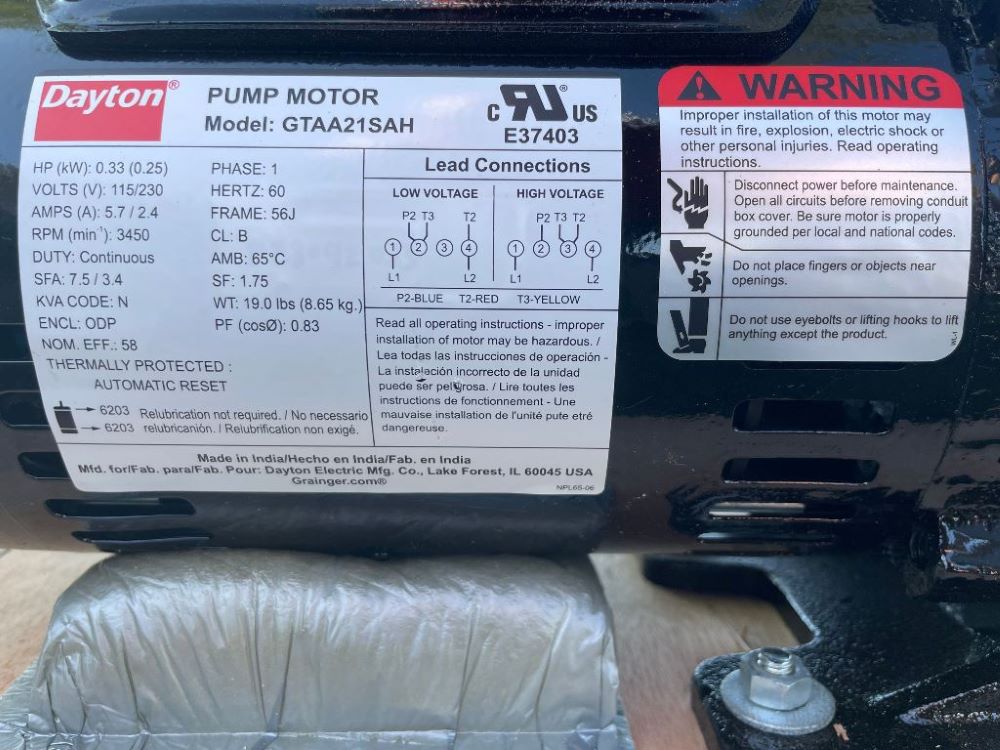 Dayton®
PUMP MOTOR
Model: GTAA21SAH
c RU® US
E37403
HP (kW): 0.33 (0.25)
VOLTS (V): 115/230
AMPS (A): 5.7 / 2.4
RPM (min⁻¹): 3450
DUTY: Continuous
SFA: 7.5 / 3.4
KVA CODE: N
ENCL: ODP
NOM. EFF.: 58
THERMALLY PROTECTED :
AUTOMATIC RESET
PHASE: 1
HERTZ: 60
FRAME: 56J
CL: B
AMB: 65°C
SF: 1.75
WT: 19.0 lbs (8.65 kg.)
PF (cosØ): 0.83
6203 Relubrication not required. / No necesario
6203 relubricanión. / Relubrification non exigé.
Lead Connections
LOW VOLTAGE
P2 T3 T2
1 2 3 4
L1 L2
HIGH VOLTAGE
P2 T3 T2
1 2 3 4
L1 L2
P2-BLUE T2-RED T3-YELLOW
Read all operating instructions - improper
installation of motor may be hazardous. /
Lea todas las instrucciones de operación -
La instalación incorrecto de la unidad
puede ser peligrosa. / Lire toutes les
instructions de fonctionnement - Une
mauvaise installation de l'unité pute etré
dangereuse.
Made in India/Hecho en India/Fab. en India
Mfd. for/Fab. para/Fab. Pour: Dayton Electric Mfg. Co., Lake Forest, IL 60045 USA
Grainger.com®
NPL65-06
WARNING
Improper installation of this motor may
result in fire, explosion, electric shock or
other personal injuries. Read operating
instructions.
Disconnect power before maintenance.
Open all circuits before removing conduit
box cover. Be sure motor is properly
grounded per local and national codes.
Do not place fingers or objects near
openings.
Do not use eyebolts or lifting hooks to lift
anything except the product.
WL-1